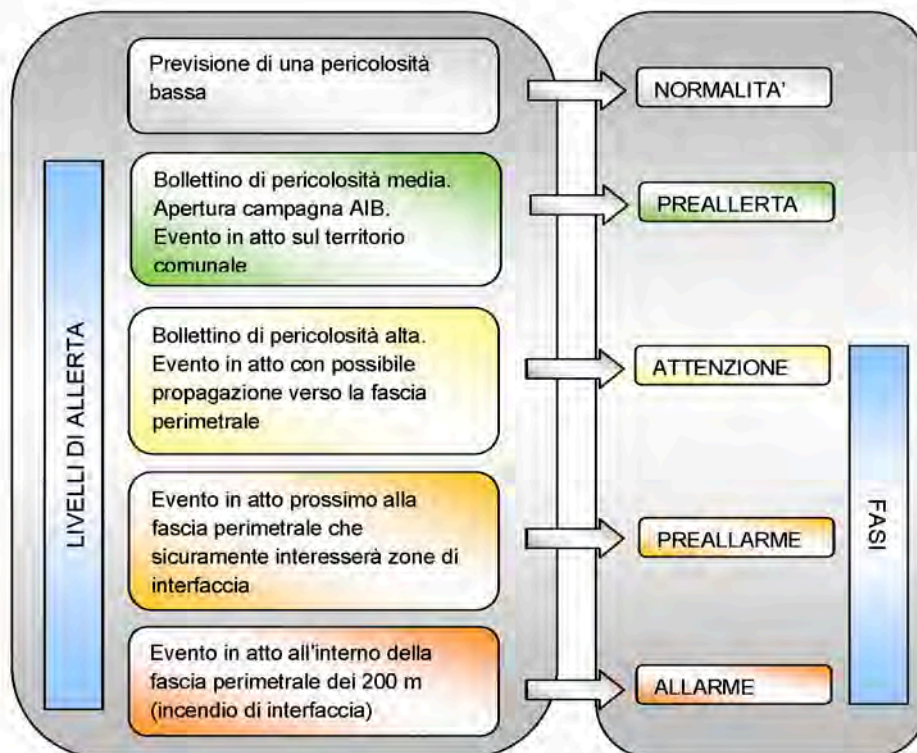 Previsione di una pericolosità
bassa
NORMALITA'
Bollettino di pericolosità media.
Apertura campagna AIB.
Evento in atto sul territorio
comunale
PREALLERTA
Bollettino di pericolosità alta.
Evento in atto con possibile
propagazione verso la fascia
perimetrale
ATTENZIONE
Evento in atto prossimo alla
fascia perimetrale che
sicuramente interesserà zone di
interfaccia
PREALLARME
Evento in atto all'interno della
fascia perimetrale dei 200 m
(incendio di interfaccia)
ALLARME
LIVELLI DI ALLERTA
FASI